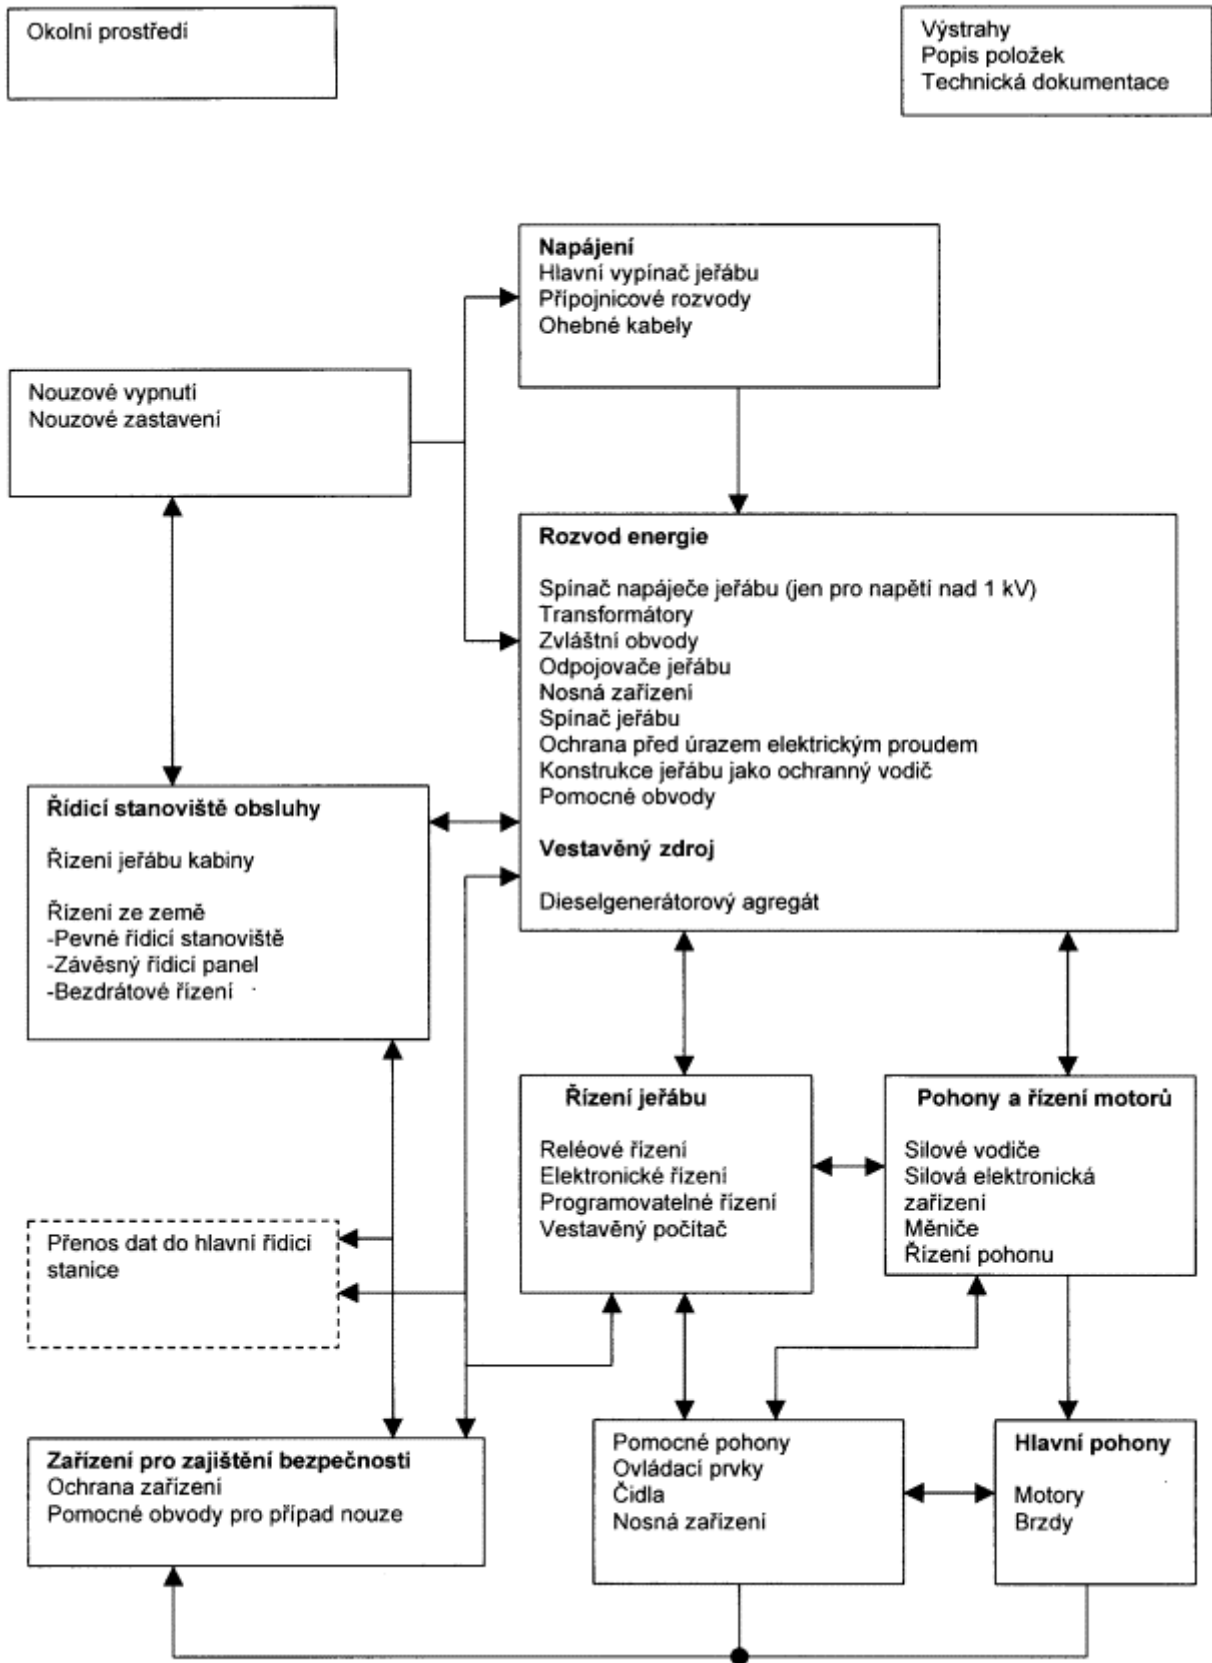 Okolní prostředí
Výstrahy
Popis položek
Technická dokumentace
Napájení
Hlavní vypínač jeřábu
Přípojnicové rozvody
Ohebné kabely
Nouzové vypnutí
Nouzové zastavení
Rozvod energie
Spínač napáječe jeřábu (jen pro napětí nad 1 kV)
Transformátory
Zvláštní obvody
Odpojovače jeřábu
Nosná zařízení
Spínač jeřábu
Ochrana před úrazem elektrickým proudem
Konstrukce jeřábu jako ochranný vodič
Pomocné obvody
Vestavěný zdroj
Dieselgenerátorový agregát
Řídicí stanoviště obsluhy
Řízení jeřábu kabiny
Řízení ze země
-Pevné řídicí stanoviště
-Závěsný řídicí panel
-Bezdrátové řízení
Řízení jeřábu
Reléové řízení
Elektronické řízení
Programovatelné řízení
Vestavěný počítač
Pohony a řízení motorů
Silové vodiče
Silová elektronická
zařízení
Měniče
Řízení pohonu
Přenos dat do hlavní řídicí
stanice
Zařízení pro zajištění bezpečnosti
Ochrana zařízení
Pomocné obvody pro případ nouze
Pomocné pohony
Ovládací prvky
Čidla
Nosná zařízení
Hlavní pohony
Motory
Brzdy